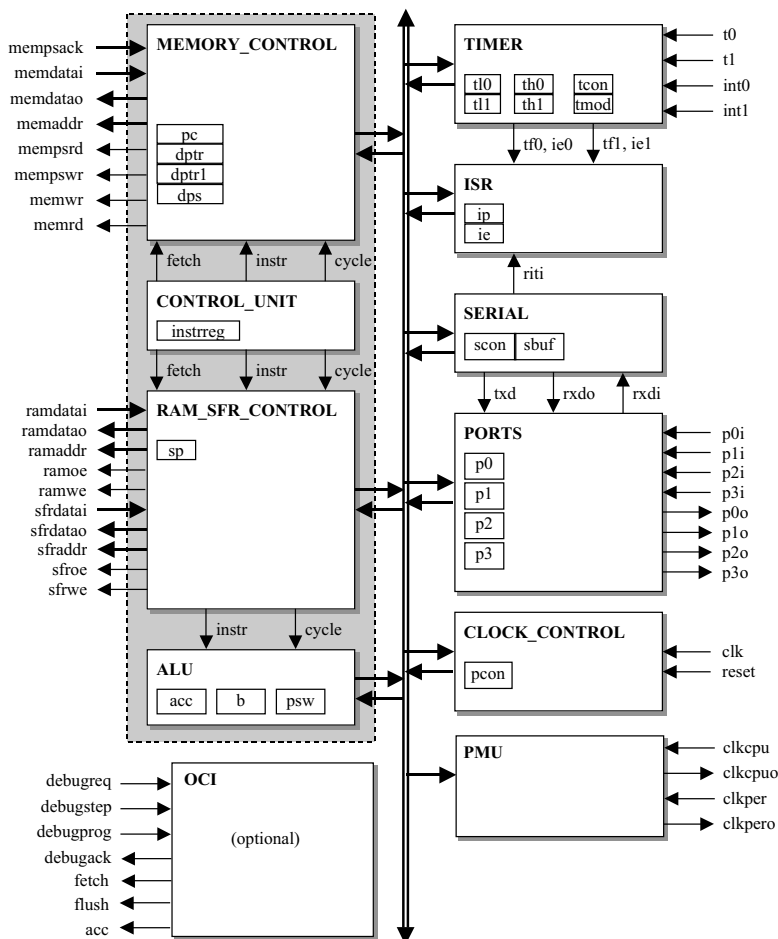 MEMORY_CONTROL
mempsack
memdatai
memdatao
memaddr
mempsrd
mempswr
memwr
memrd
pc
dptr
dptr1
dps
fetch
instr
cycle
CONTROL_UNIT
instrreg
fetch
instr
cycle
RAM_SFR_CONTROL
ramdatai
ramdatao
ramaddr
ramoe
ramwe
sfrdatai
sfrdatao
sfraddr
sfroe
sfrwe
sp
instr
cycle
ALU
acc
b
psw
OCI
debugreq
debugstep
debugprog
debugack
fetch
flush
acc
(optional)
TIMER
tl0
th0
tcon
tl1
th1
tmod
t0
t1
int0
int1
tf0, ie0
tf1, ie1
ISR
ip
ie
riti
SERIAL
scon
sbuf
txd
rxdo
rxdi
PORTS
p0
p1
p2
p3
p0i
p1i
p2i
p3i
p0o
p1o
p2o
p3o
CLOCK_CONTROL
pcon
clk
reset
PMU
clkcpu
clkcpuo
clkper
clkpero